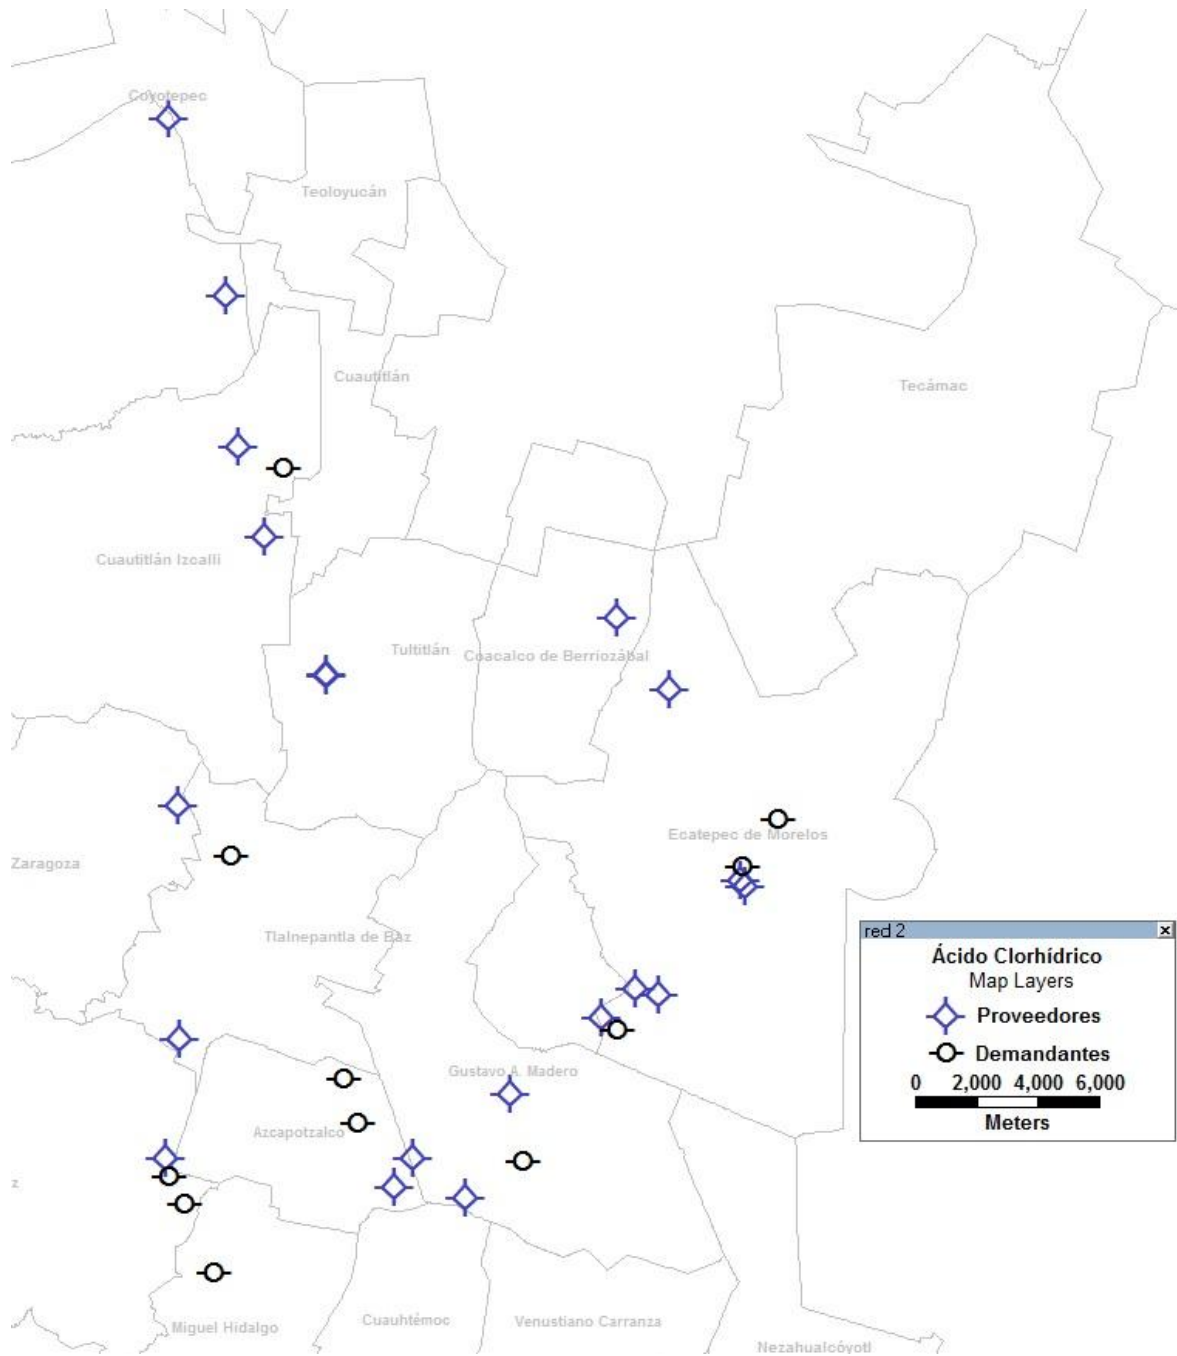 Coyotepec
Teoloyucán
Cuautitlán
Tecámac
Cuautitlán Izcalli
Tultitlán
Coacalco de Berriozábal
Ecatepec de Morelos
Zaragoza
Tlalnepantla de Baz
red 2
Ácido Clorhídrico
Map Layers
Proveedores
Demandantes
0 2,000 4,000 6,000
Meters
Gustavo A. Madero
Azcapotzalco
z
Miguel Hidalgo
Cuauhtémoc
Venustiano Carranza
Nezahualcóyotl